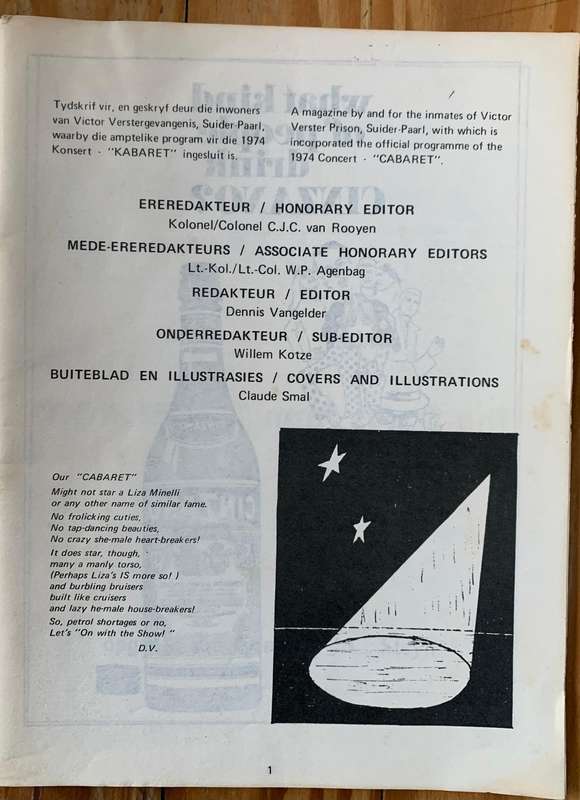 Tydskrif vir, en geskryf deur die inwoners
van Victor Verstergevangenis, Suider-Paarl,
waarby die amptelike program vir die 1974
Konsert - "KABARET" ingesluit is.
A magazine by and for the inmates of Victor
Verster Prison, Suider-Paarl, with which is
incorporated the official programme of the
1974 Concert - "CABARET".
EREREDAKTEUR / HONORARY EDITOR
Kolonel/Colonel C.J.C. van Rooyen
MEDE-EREREDAKTEURS / ASSOCIATE HONORARY EDITORS
Lt.-Kol./Lt.-Col. W.P. Agenbag
REDAKTEUR / EDITOR
Dennis Vangelder
ONDERREDAKTEUR / SUB-EDITOR
Willem Kotze
BUITEBLAD EN ILLUSTRASIES / COVERS AND ILLUSTRATIONS
Claude Smal
Our "CABARET"
Might not star a Liza Minelli
or any other name of similar fame.
No frolicking cuties,
No tap-dancing beauties,
No crazy she-male heart-breakers!
It does star, though,
many a manly torso,
(Perhaps Liza's IS more so! )
and burbling bruisers
built like cruisers
and lazy he-male house-breakers!
So, petrol shortages or no,
Let's "On with the Show! "
D.V.
1